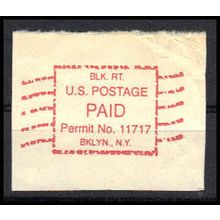 BLK. RT.
U.S. POSTAGE
PAID
Permit No. 11717
BKLYN., N.Y.